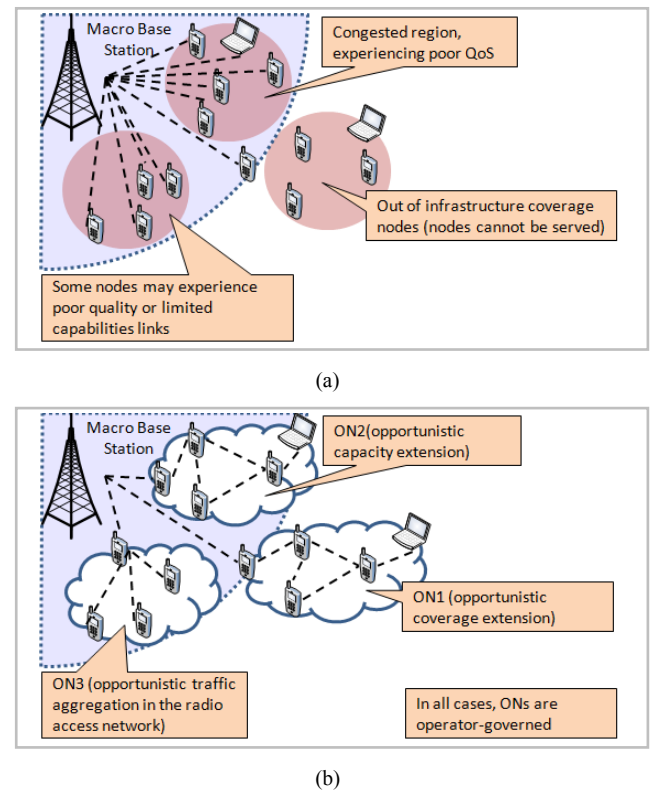 Macro Base
Station
Congested region,
experiencing poor QoS
Out of infrastructure coverage
nodes (nodes cannot be served)
Some nodes may experience
poor quality or limited
capabilities links
(a)
Macro Base
Station
ON2(opportunistic
capacity extension)
ON1 (opportunistic
coverage extension)
ON3 (opportunistic traffic
aggregation in the radio
access network)
In all cases, ONs are
operator-governed
(b)